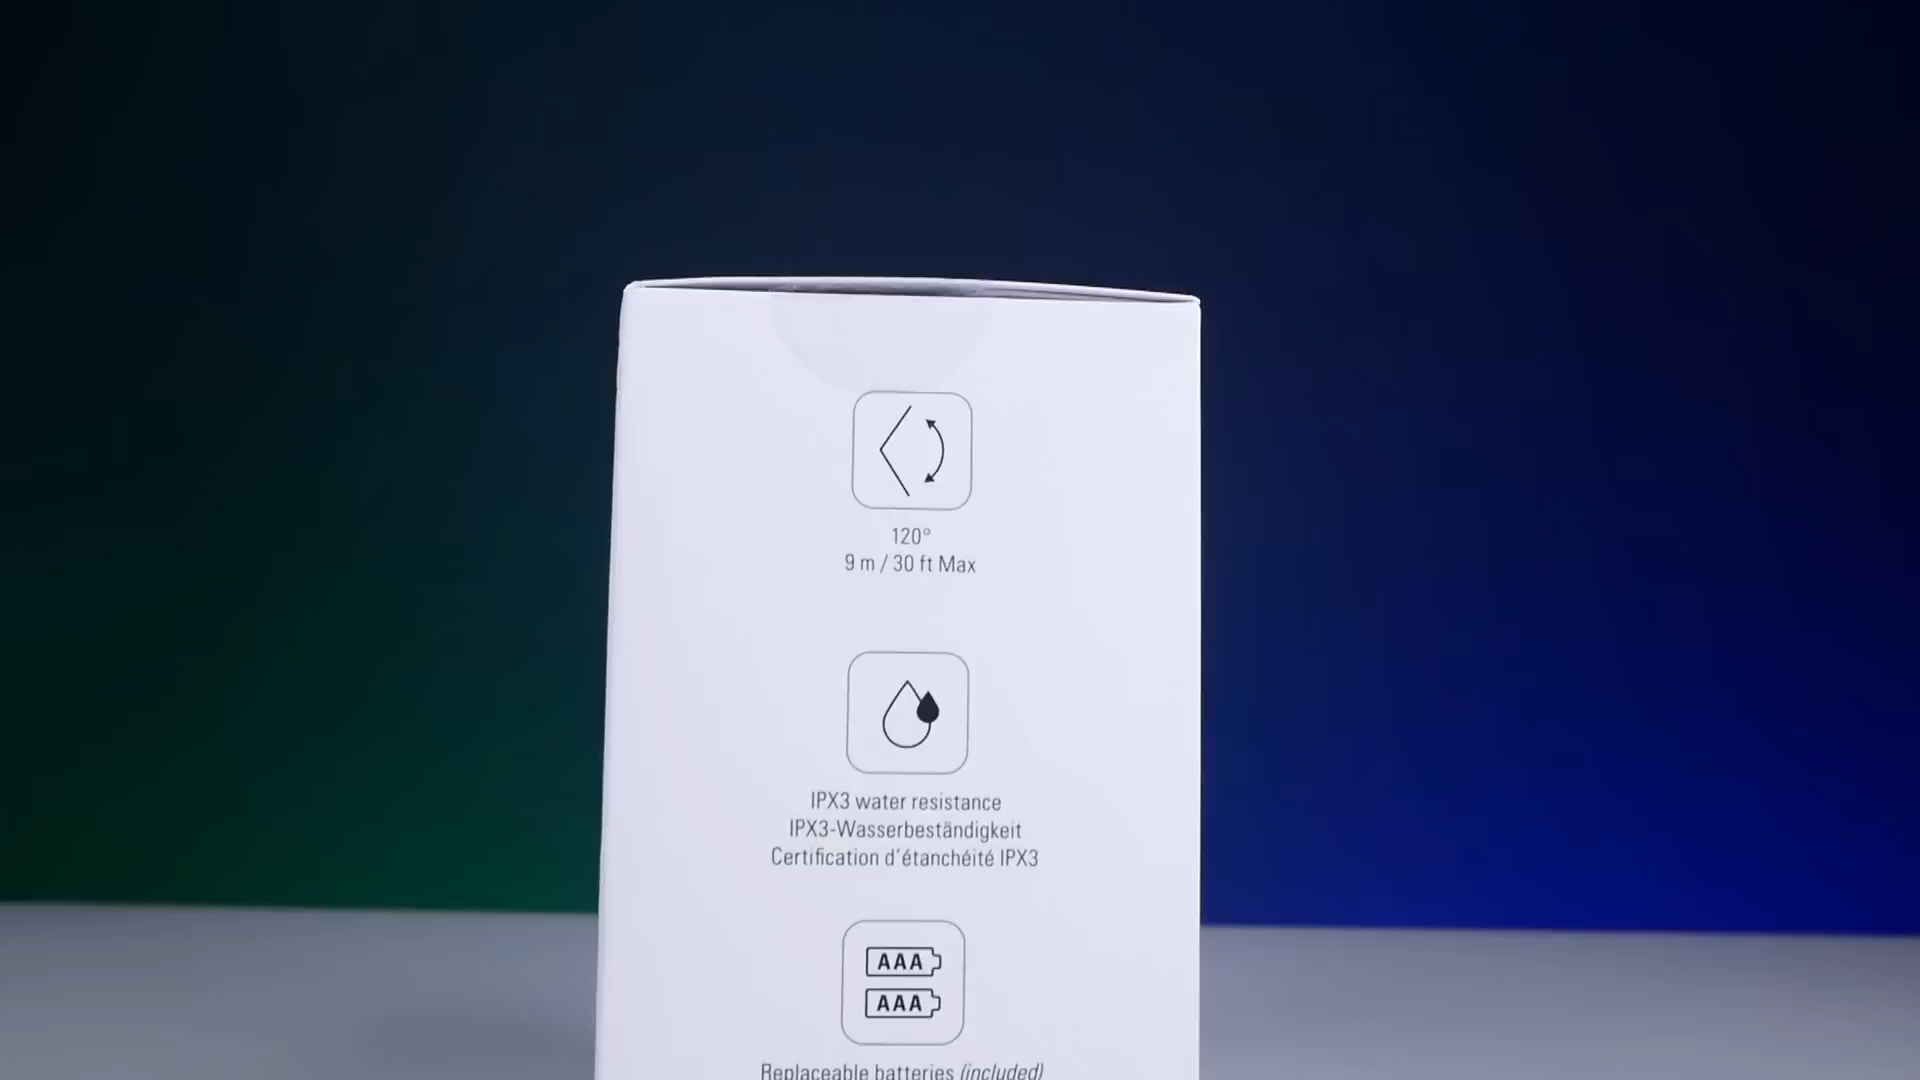 120°
9 m / 30 ft Max
IPX3 water resistance
IPX3-Wasserbeständigkeit
Certification d'étanchéité IPX3
AAA
AAA
Replaceable batteries (included)